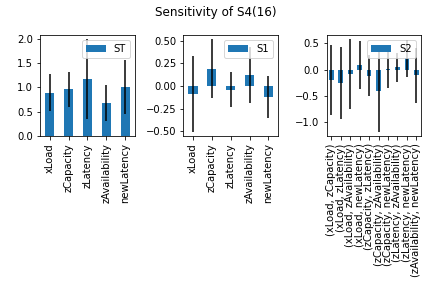 Sensitivity of S4(16)
ST
2.0
1.5
1.0
0.5
0.0
xLoad
zCapacity
zLatency
zAvailability
newLatency
S1
0.50
0.25
0.00
−0.25
−0.50
xLoad
zCapacity
zLatency
zAvailability
newLatency
S2
0.5
0.0
−0.5
−1.0
(xLoad, zCapacity)
(xLoad, zLatency)
(xLoad, zAvailability)
(xLoad, newLatency)
(zCapacity, zLatency)
(zCapacity, zAvailability)
(zCapacity, newLatency)
(zLatency, zAvailability)
(zLatency, newLatency)
(zAvailability, newLatency)